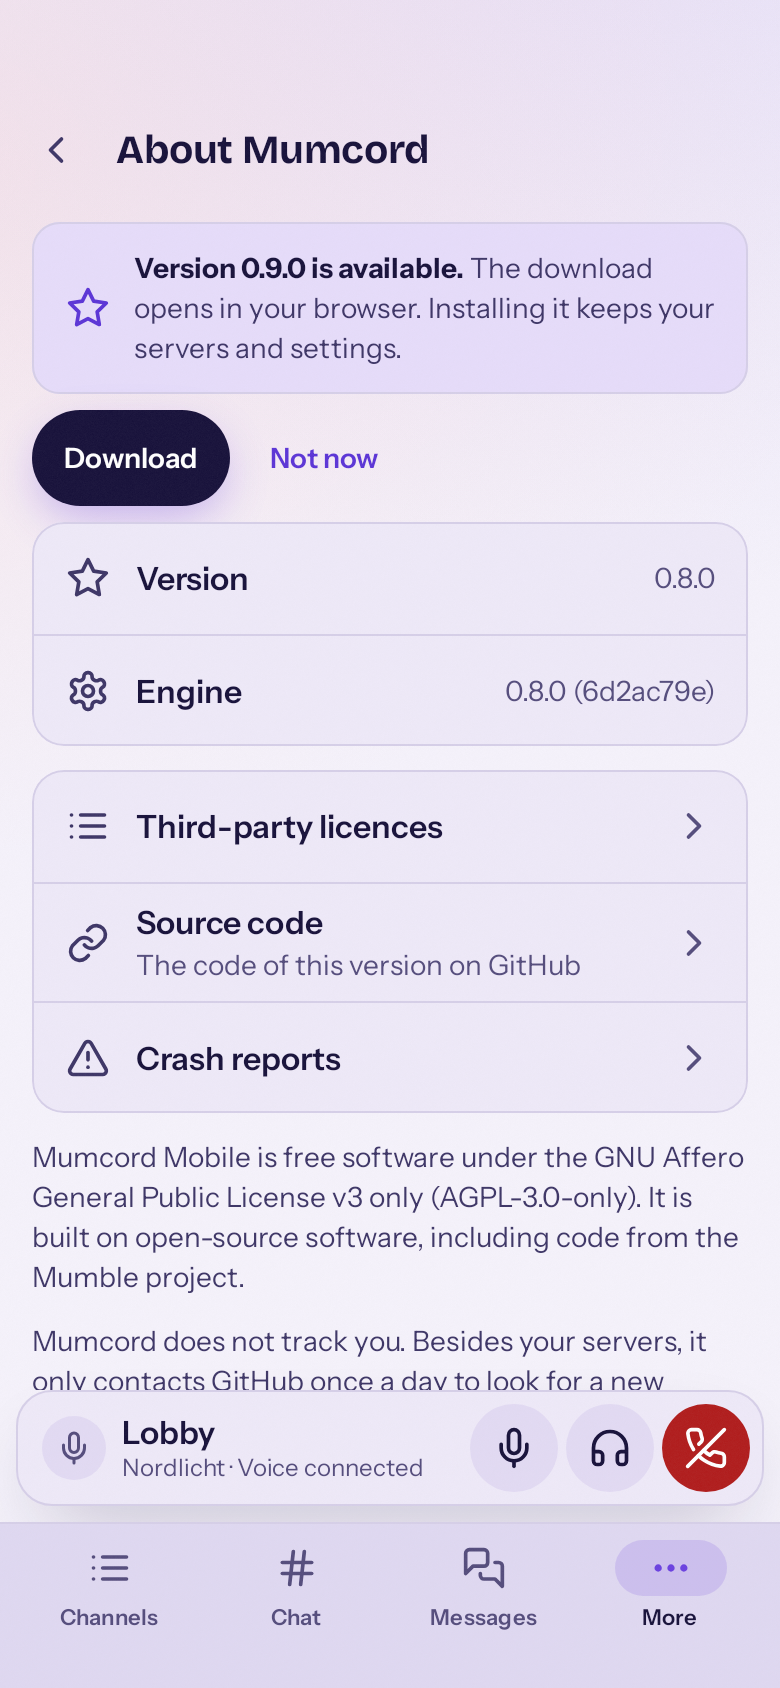 About Mumcord
Version 0.9.0 is available. The download
opens in your browser. Installing it keeps your
servers and settings.
Download
Not now
Version
0.8.0
Engine
0.8.0 (6d2ac79e)
Third-party licences
Source code
The code of this version on GitHub
Crash reports
Mumcord Mobile is free software under the GNU Affero
General Public License v3 only (AGPL-3.0-only). It is
built on open-source software, including code from the
Mumble project.
Mumcord does not track you. Besides your servers, it
only contacts GitHub once a day to look for a new
Lobby
Nordlicht · Voice connected
Channels
Chat
Messages
More